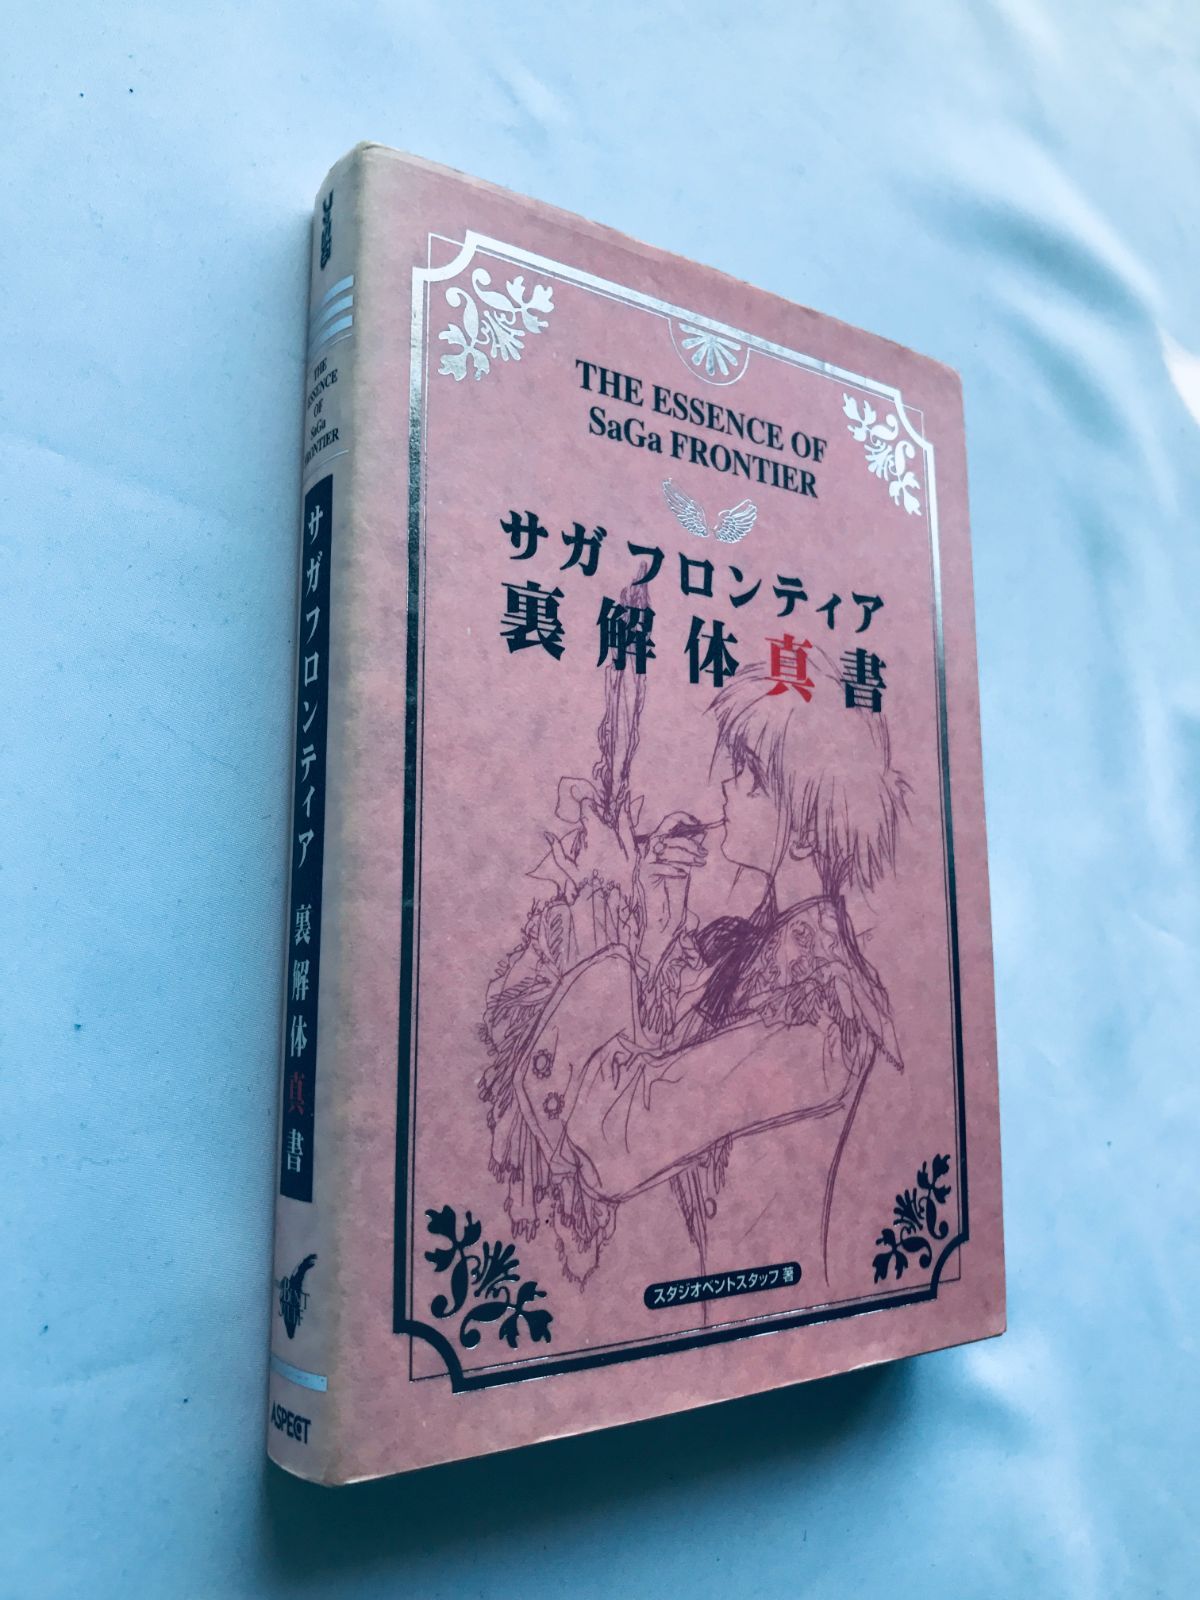 THE ESSENCE OF
SaGa FRONTIER
サガ フロンティア
裏解体真書
スタジオベントスタッフ 著
THE
ESSENCE
OF
SaGa
FRONTIER
サガフロンティア 裏解体真書
ASPECT